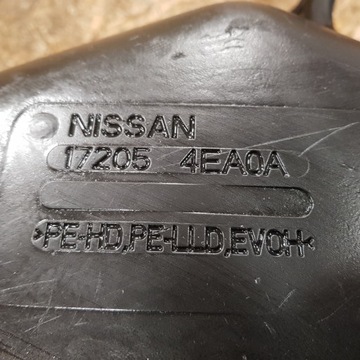 NISSAN
17205 4EA0A
>PE-HD,PE-LLD,EVOH<